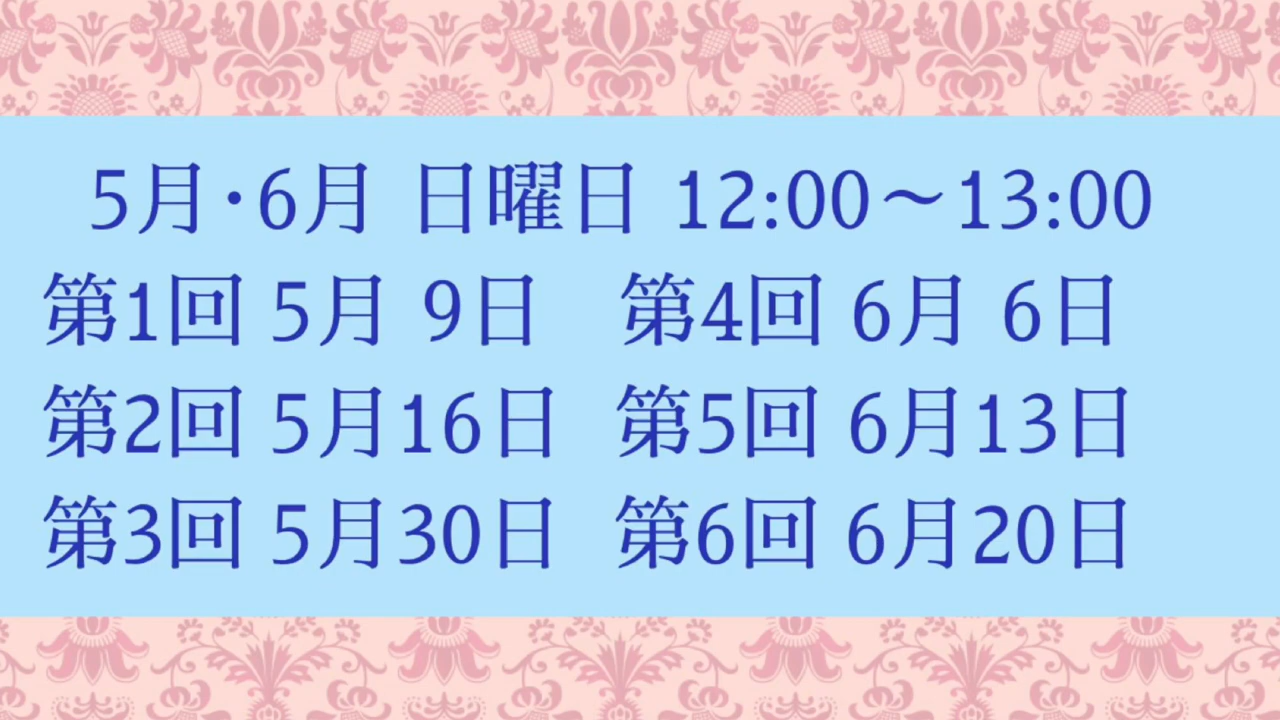 5月・6月 日曜日 12:00～13:00
第1回 5月 9日　第4回 6月 6日
第2回 5月16日　第5回 6月13日
第3回 5月30日　第6回 6月20日